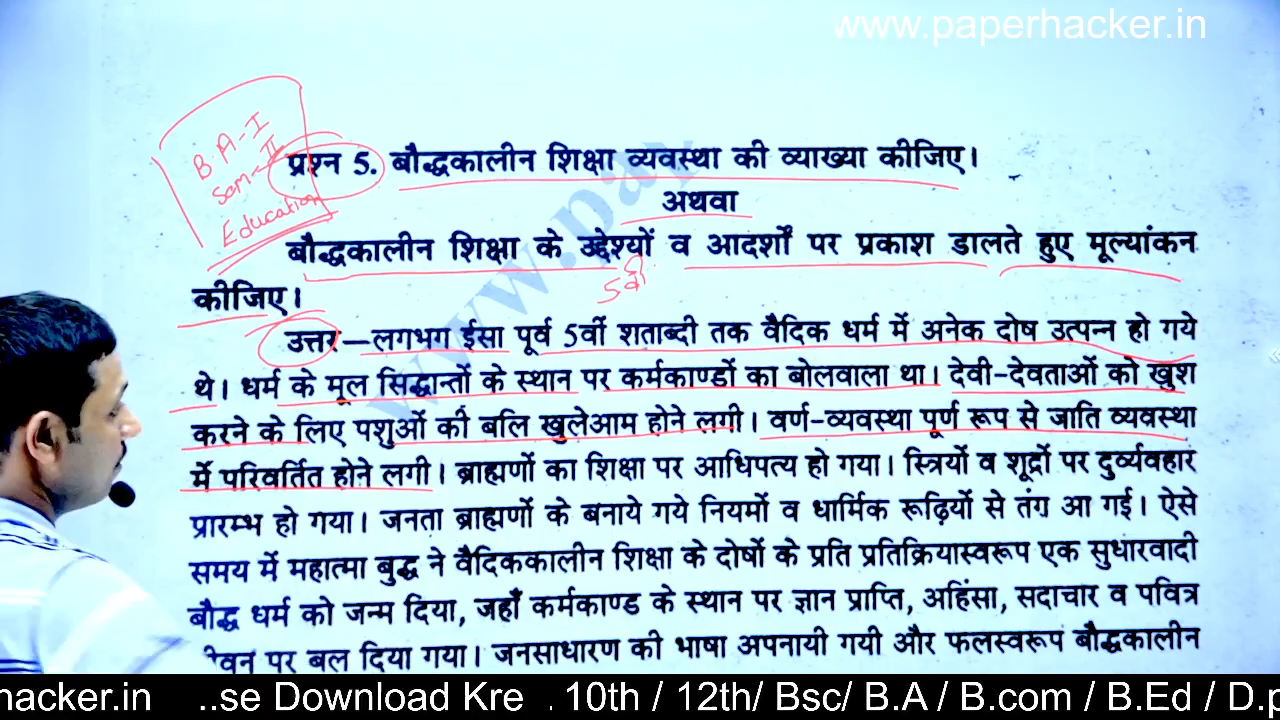 www.paperhacker.in
B.A-I
Sem-II
Education
प्रश्न 5. बौद्धकालीन शिक्षा व्यवस्था की व्याख्या कीजिए।
अथवा
बौद्धकालीन शिक्षा के उद्देश्यों व आदर्शों पर प्रकाश डालते हुए मूल्यांकन
कीजिए।
5वीं
उत्तर—लगभग ईसा पूर्व 5वीं शताब्दी तक वैदिक धर्म में अनेक दोष उत्पन्न हो गये
थे। धर्म के मूल सिद्धान्तों के स्थान पर कर्मकाण्डों का बोलवाला था। देवी-देवताओं को खुश
करने के लिए पशुओं की बलि खुलेआम होने लगी। वर्ण-व्यवस्था पूर्ण रूप से जाति व्यवस्था
में परिवर्तित होने लगी। ब्राह्मणों का शिक्षा पर आधिपत्य हो गया। स्त्रियों व शूद्रों पर दुर्व्यवहार
प्रारम्भ हो गया। जनता ब्राह्मणों के बनाये गये नियमों व धार्मिक रूढ़ियों से तंग आ गई। ऐसे
समय में महात्मा बुद्ध ने वैदिककालीन शिक्षा के दोषों के प्रति प्रतिक्रियास्वरूप एक सुधारवादी
बौद्ध धर्म को जन्म दिया, जहाँ कर्मकाण्ड के स्थान पर ज्ञान प्राप्ति, अहिंसा, सदाचार व पवित्र
जीवन पर बल दिया गया। जनसाधारण की भाषा अपनायी गयी और फलस्वरूप बौद्धकालीन
www.pap
hacker.in ..se Download Kre . 10th / 12th/ Bsc/ B.A / B.com / B.Ed / D.p